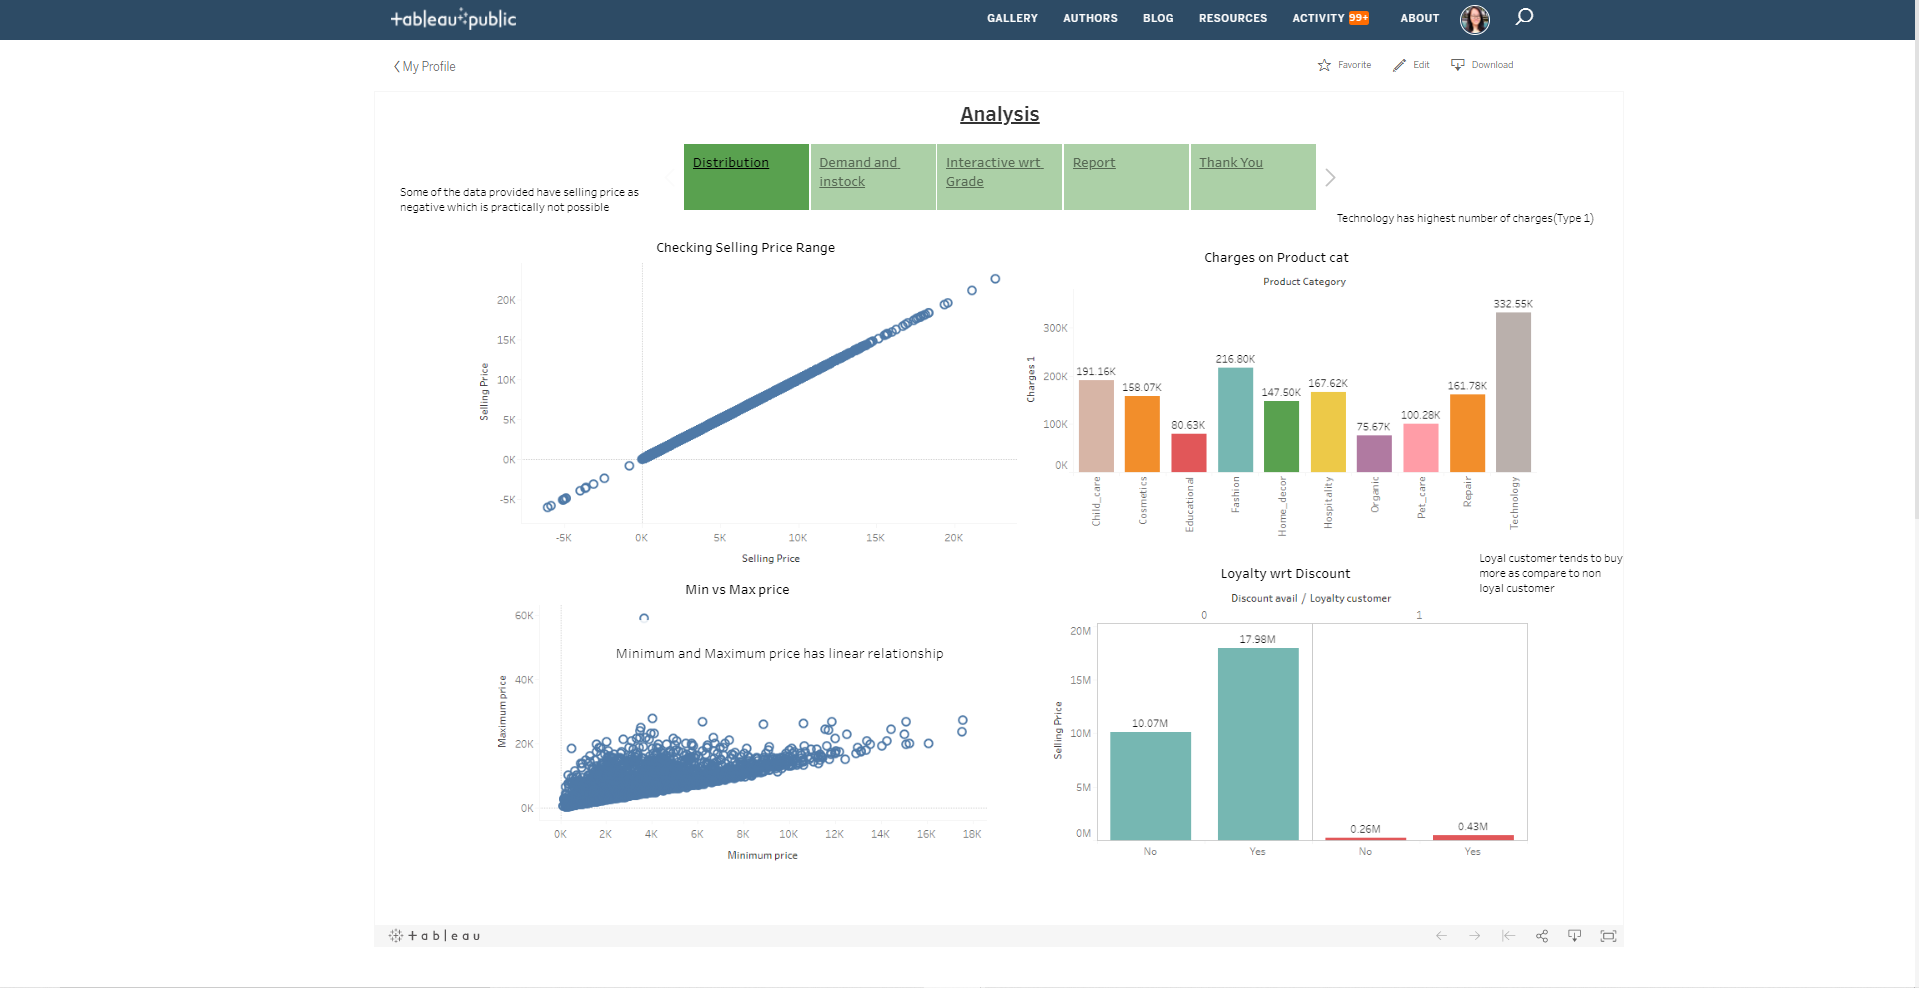 +ableau public
GALLERY AUTHORS BLOG RESOURCES ACTIVITY 99+ ABOUT
My Profile
Favorite Edit Download
Analysis
Distribution
Demand and
instock
Interactive wrt
Grade
Report
Thank You
Some of the data provided have selling price as
negative which is practically not possible
Technology has highest number of charges(Type 1)
Checking Selling Price Range
Selling Price
20K
15K
10K
5K
0K
-5K
-5K 0K 5K 10K 15K 20K
Selling Price
Charges on Product cat
Product Category
Charges 1
300K
200K
100K
0K
191.16K
158.07K
80.63K
216.80K
147.50K
167.62K
75.67K
100.28K
161.78K
332.55K
Child_care
Cosmetics
Educational
Fashion
Home_decor
Hospitality
Organic
Pet_care
Repair
Technology
Min vs Max price
Minimum and Maximum price has linear relationship
Maximum price
60K
40K
20K
0K
0K 2K 4K 6K 8K 10K 12K 14K 16K 18K
Minimum price
Loyal customer tends to buy
more as compare to non
loyal customer
Loyalty wrt Discount
Discount avail / Loyalty customer
0 1
Selling Price
20M
15M
10M
5M
0M
10.07M
17.98M
0.26M
0.43M
No Yes No Yes
+ a b | e a u